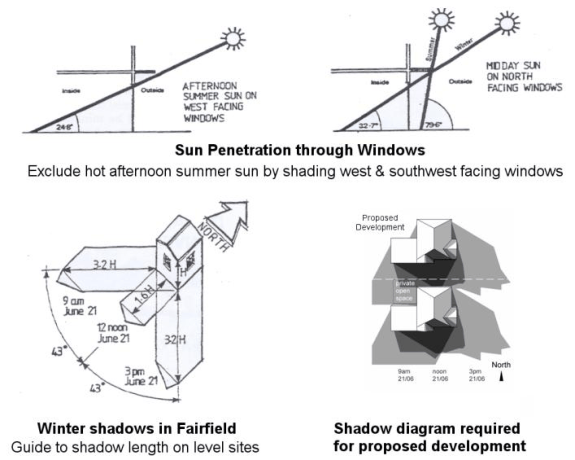 Inside
Outside
24·8°
AFTERNOON
SUMMER SUN ON
WEST FACING
WINDOWS
Summer
Winter
Inside
Outside
32·7°
79·6°
MIDDAY SUN
ON NORTH
FACING WINDOWS
Sun Penetration through Windows
Exclude hot afternoon summer sun by shading west & southwest facing windows
NORTH
3·2 H
H
1·6 H
3·2 H
9 am
June 21
12 noon
June 21
3 pm
June 21
43°
43°
Proposed
Development
private
open
space
North
9am
21/06
noon
21/06
3pm
21/06
Winter shadows in Fairfield
Guide to shadow length on level sites
Shadow diagram required
for proposed development